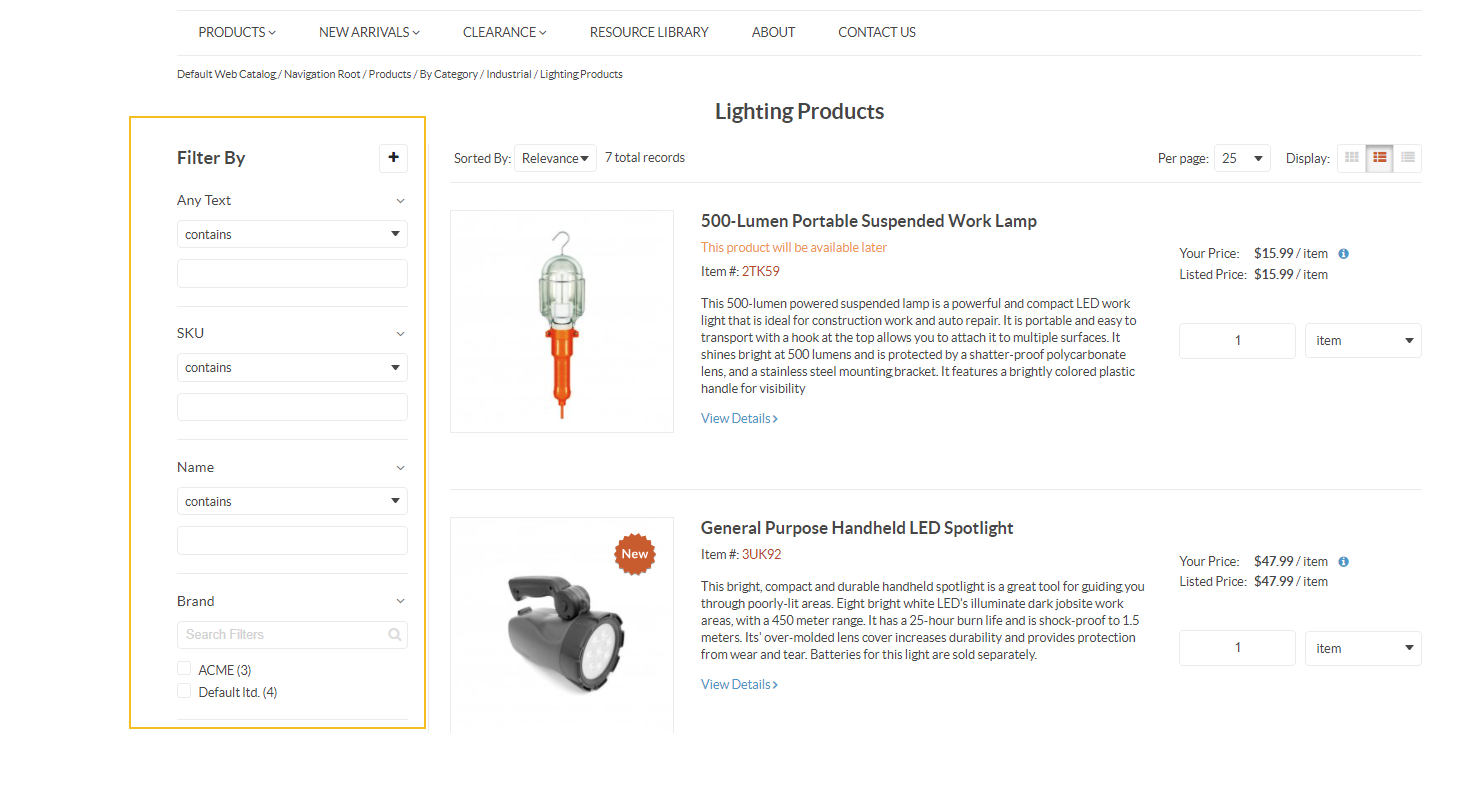 PRODUCTS NEW ARRIVALS CLEARANCE RESOURCE LIBRARY ABOUT CONTACT US
Default Web Catalog / Navigation Root / Products / By Category / Industrial / Lighting Products
Lighting Products
Filter By
+
Any Text
contains
SKU
contains
Name
contains
Brand
Search Filters
ACME (3)
Default ltd. (4)
Sorted By: Relevance 7 total records
Per page: 25 Display:
500-Lumen Portable Suspended Work Lamp
This product will be available later
Item #: 2TK59
This 500-lumen powered suspended lamp is a powerful and compact LED work
light that is ideal for construction work and auto repair. It is portable and easy to
transport with a hook at the top allows you to attach it to multiple surfaces. It
shines bright at 500 lumens and is protected by a shatter-proof polycarbonate
lens, and a stainless steel mounting bracket. It features a brightly colored plastic
handle for visibility
View Details
Your Price: $15.99 / item
Listed Price: $15.99 / item
1 item
New
General Purpose Handheld LED Spotlight
Item #: 3UK92
This bright, compact and durable handheld spotlight is a great tool for guiding you
through poorly-lit areas. Eight bright white LED's illuminate dark jobsite work
areas, with a 450 meter range. It has a 25-hour burn life and is shock-proof to 1.5
meters. Its' over-molded lens cover increases durability and provides protection
from wear and tear. Batteries for this light are sold separately.
View Details
Your Price: $47.99 / item
Listed Price: $47.99 / item
1 item